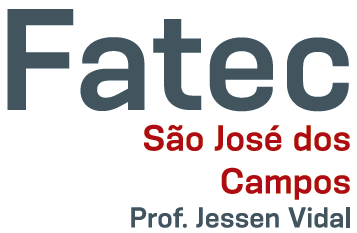 Fatec
São José dos
Campos
Prof. Jessen Vidal